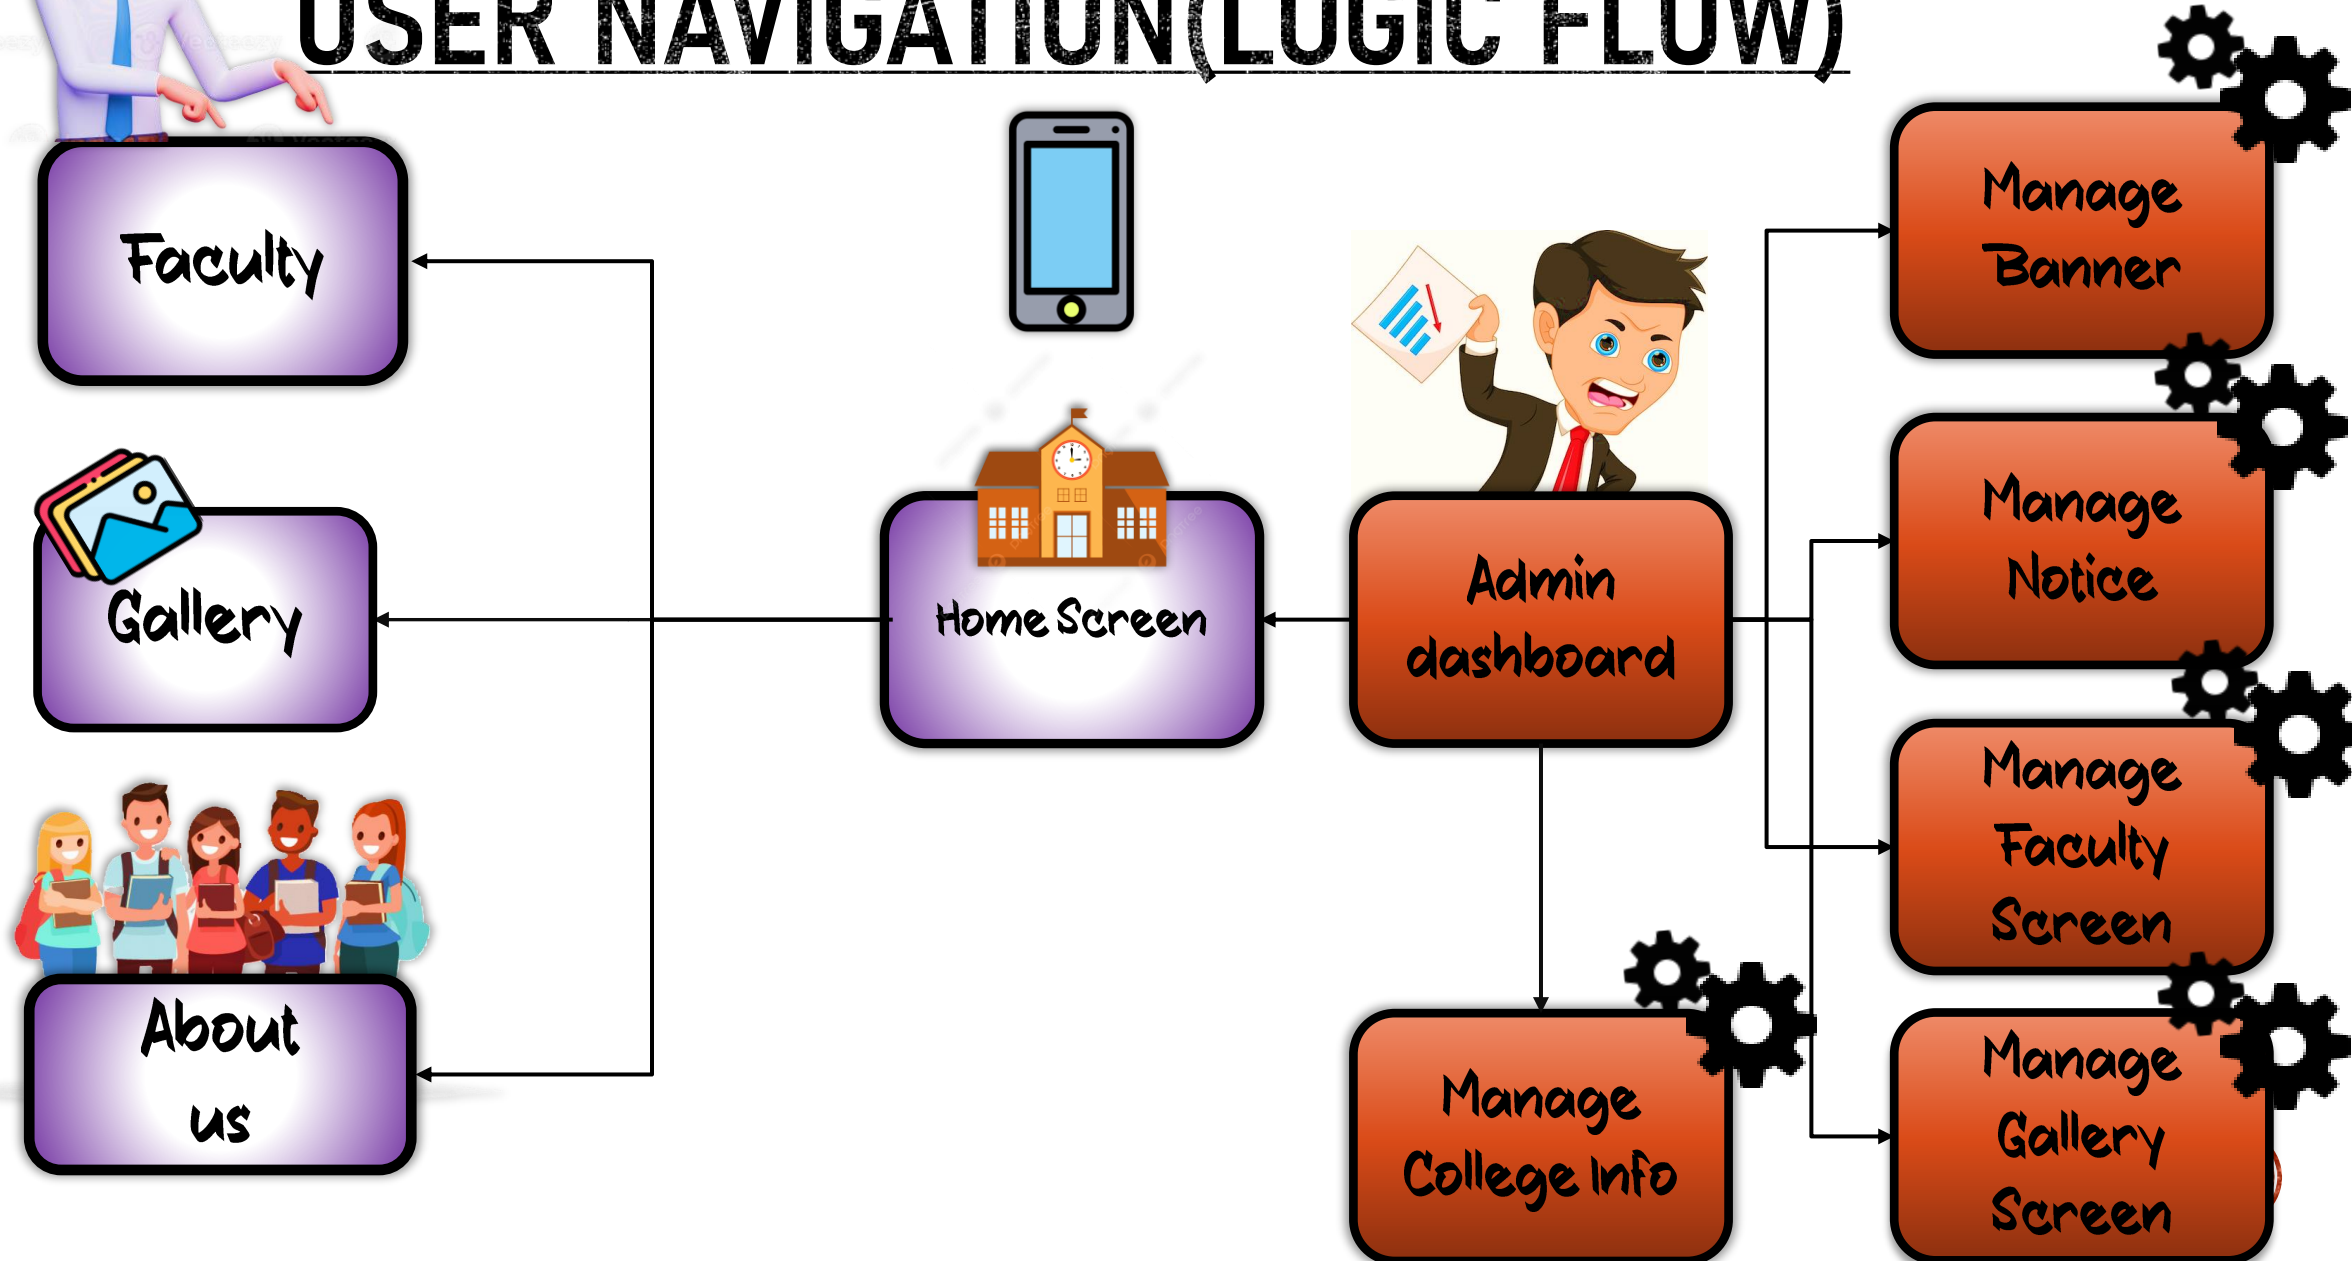 USER NAVIGATION(LOGIC FLOW)
Faculty
Gallery
About
us
Home Screen
Admin
dashboard
Manage
Banner
Manage
Notice
Manage
Faculty
Screen
Manage
Gallery
Screen
Manage
College Info